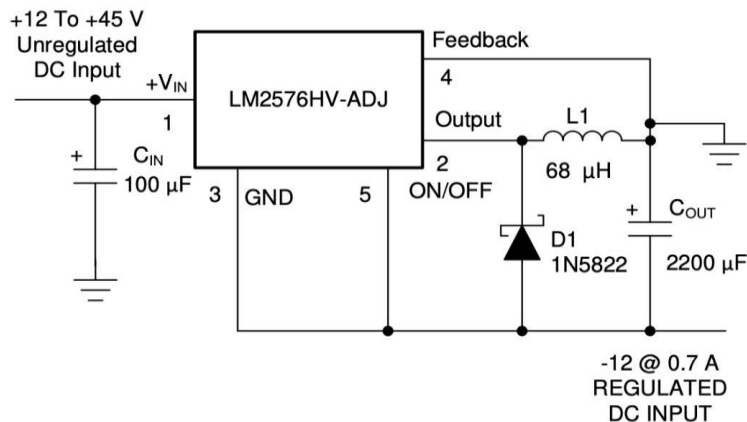 +12 To +45 V
Unregulated
DC Input
+VIN
1
CIN
100 µF
LM2576HV-ADJ
3
GND
5
Feedback
4
Output
2
ON/OFF
L1
68 µH
D1
1N5822
COUT
2200 µF
+
+
-12 @ 0.7 A
REGULATED
DC INPUT